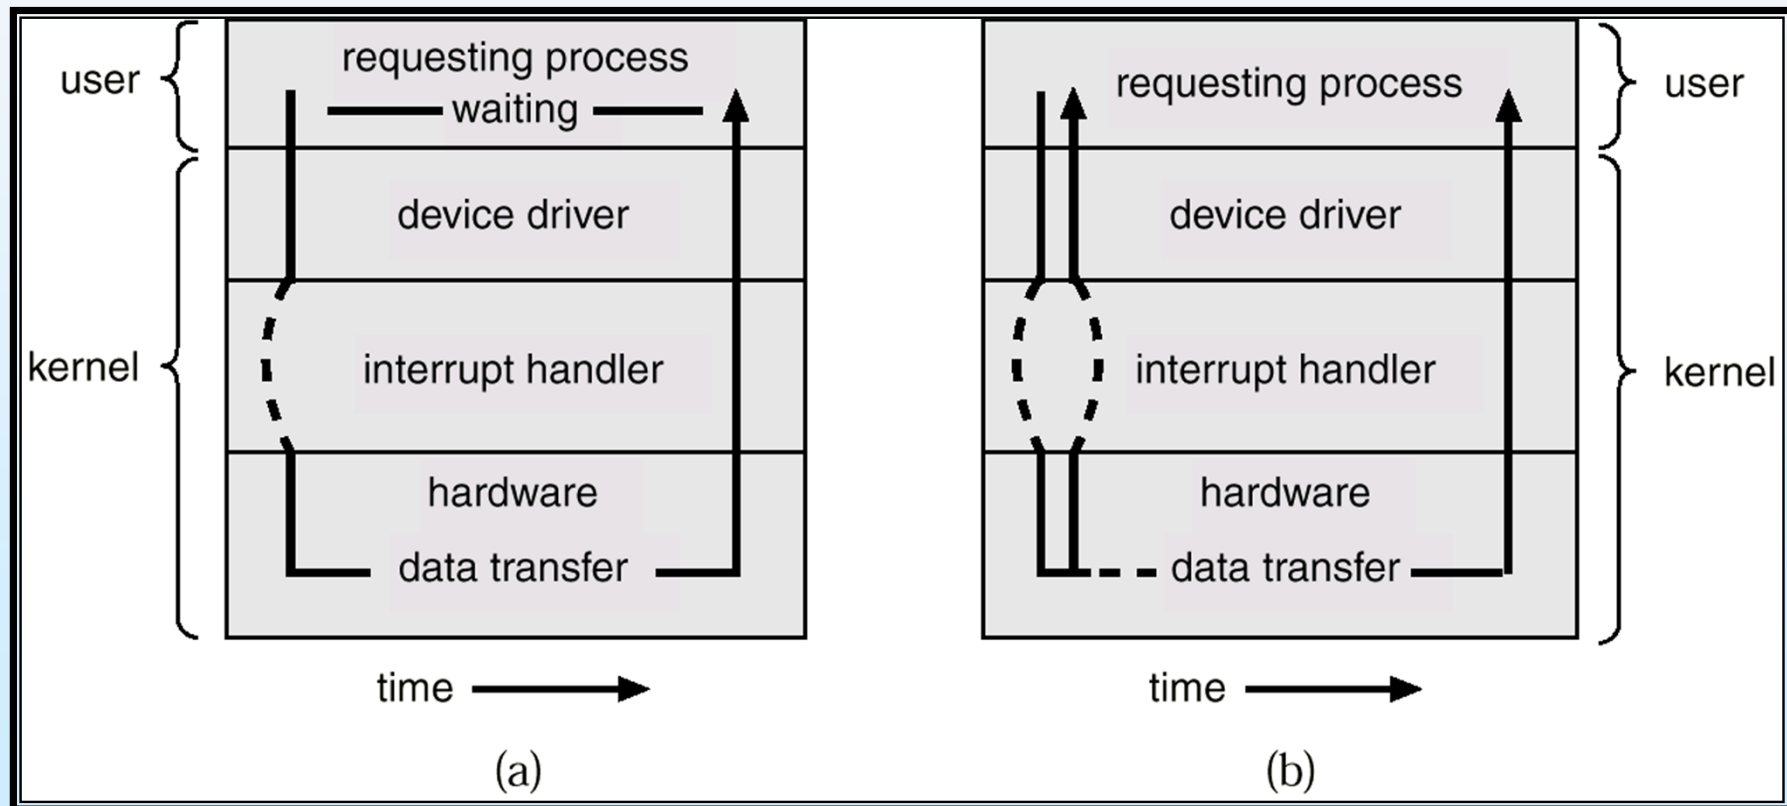 user
requesting process
waiting
device driver
kernel
interrupt handler
hardware
data transfer
time
(a)
requesting process
user
device driver
interrupt handler
kernel
hardware
data transfer
time
(b)